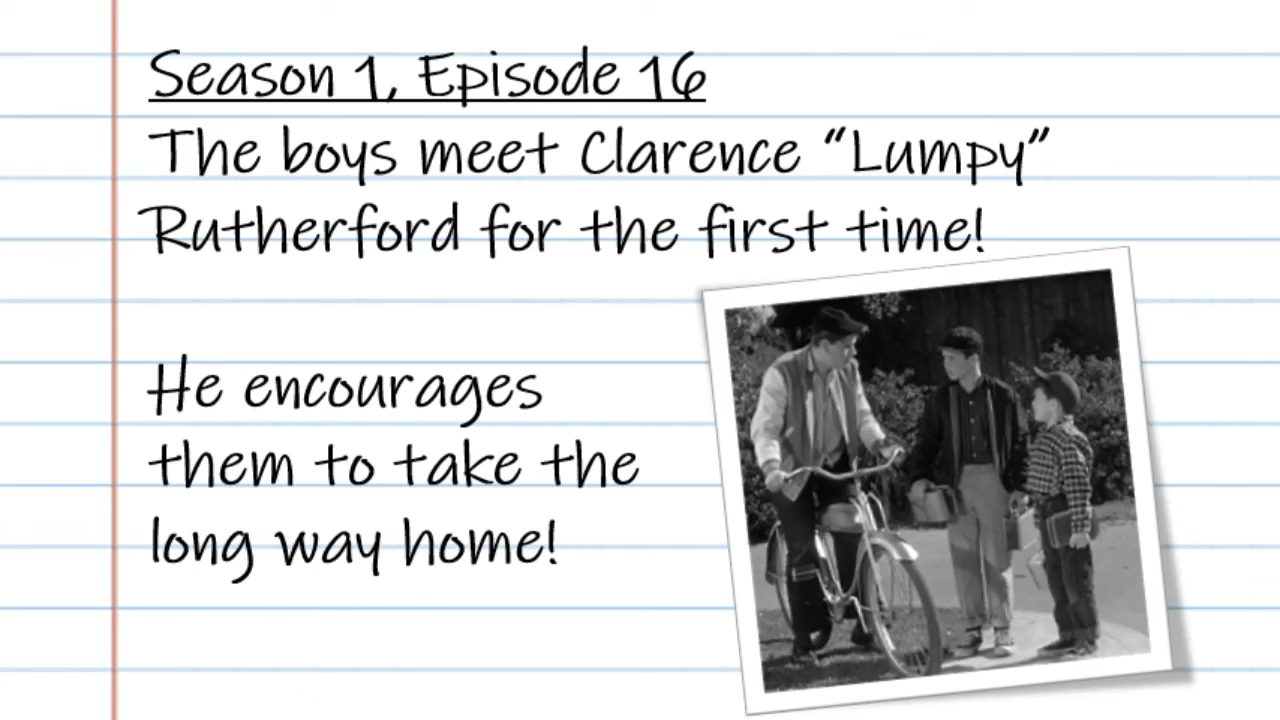 Season 1, Episode 16
The boys meet Clarence “Lumpy”
Rutherford for the first time!
He encourages
them to take the
long way home!